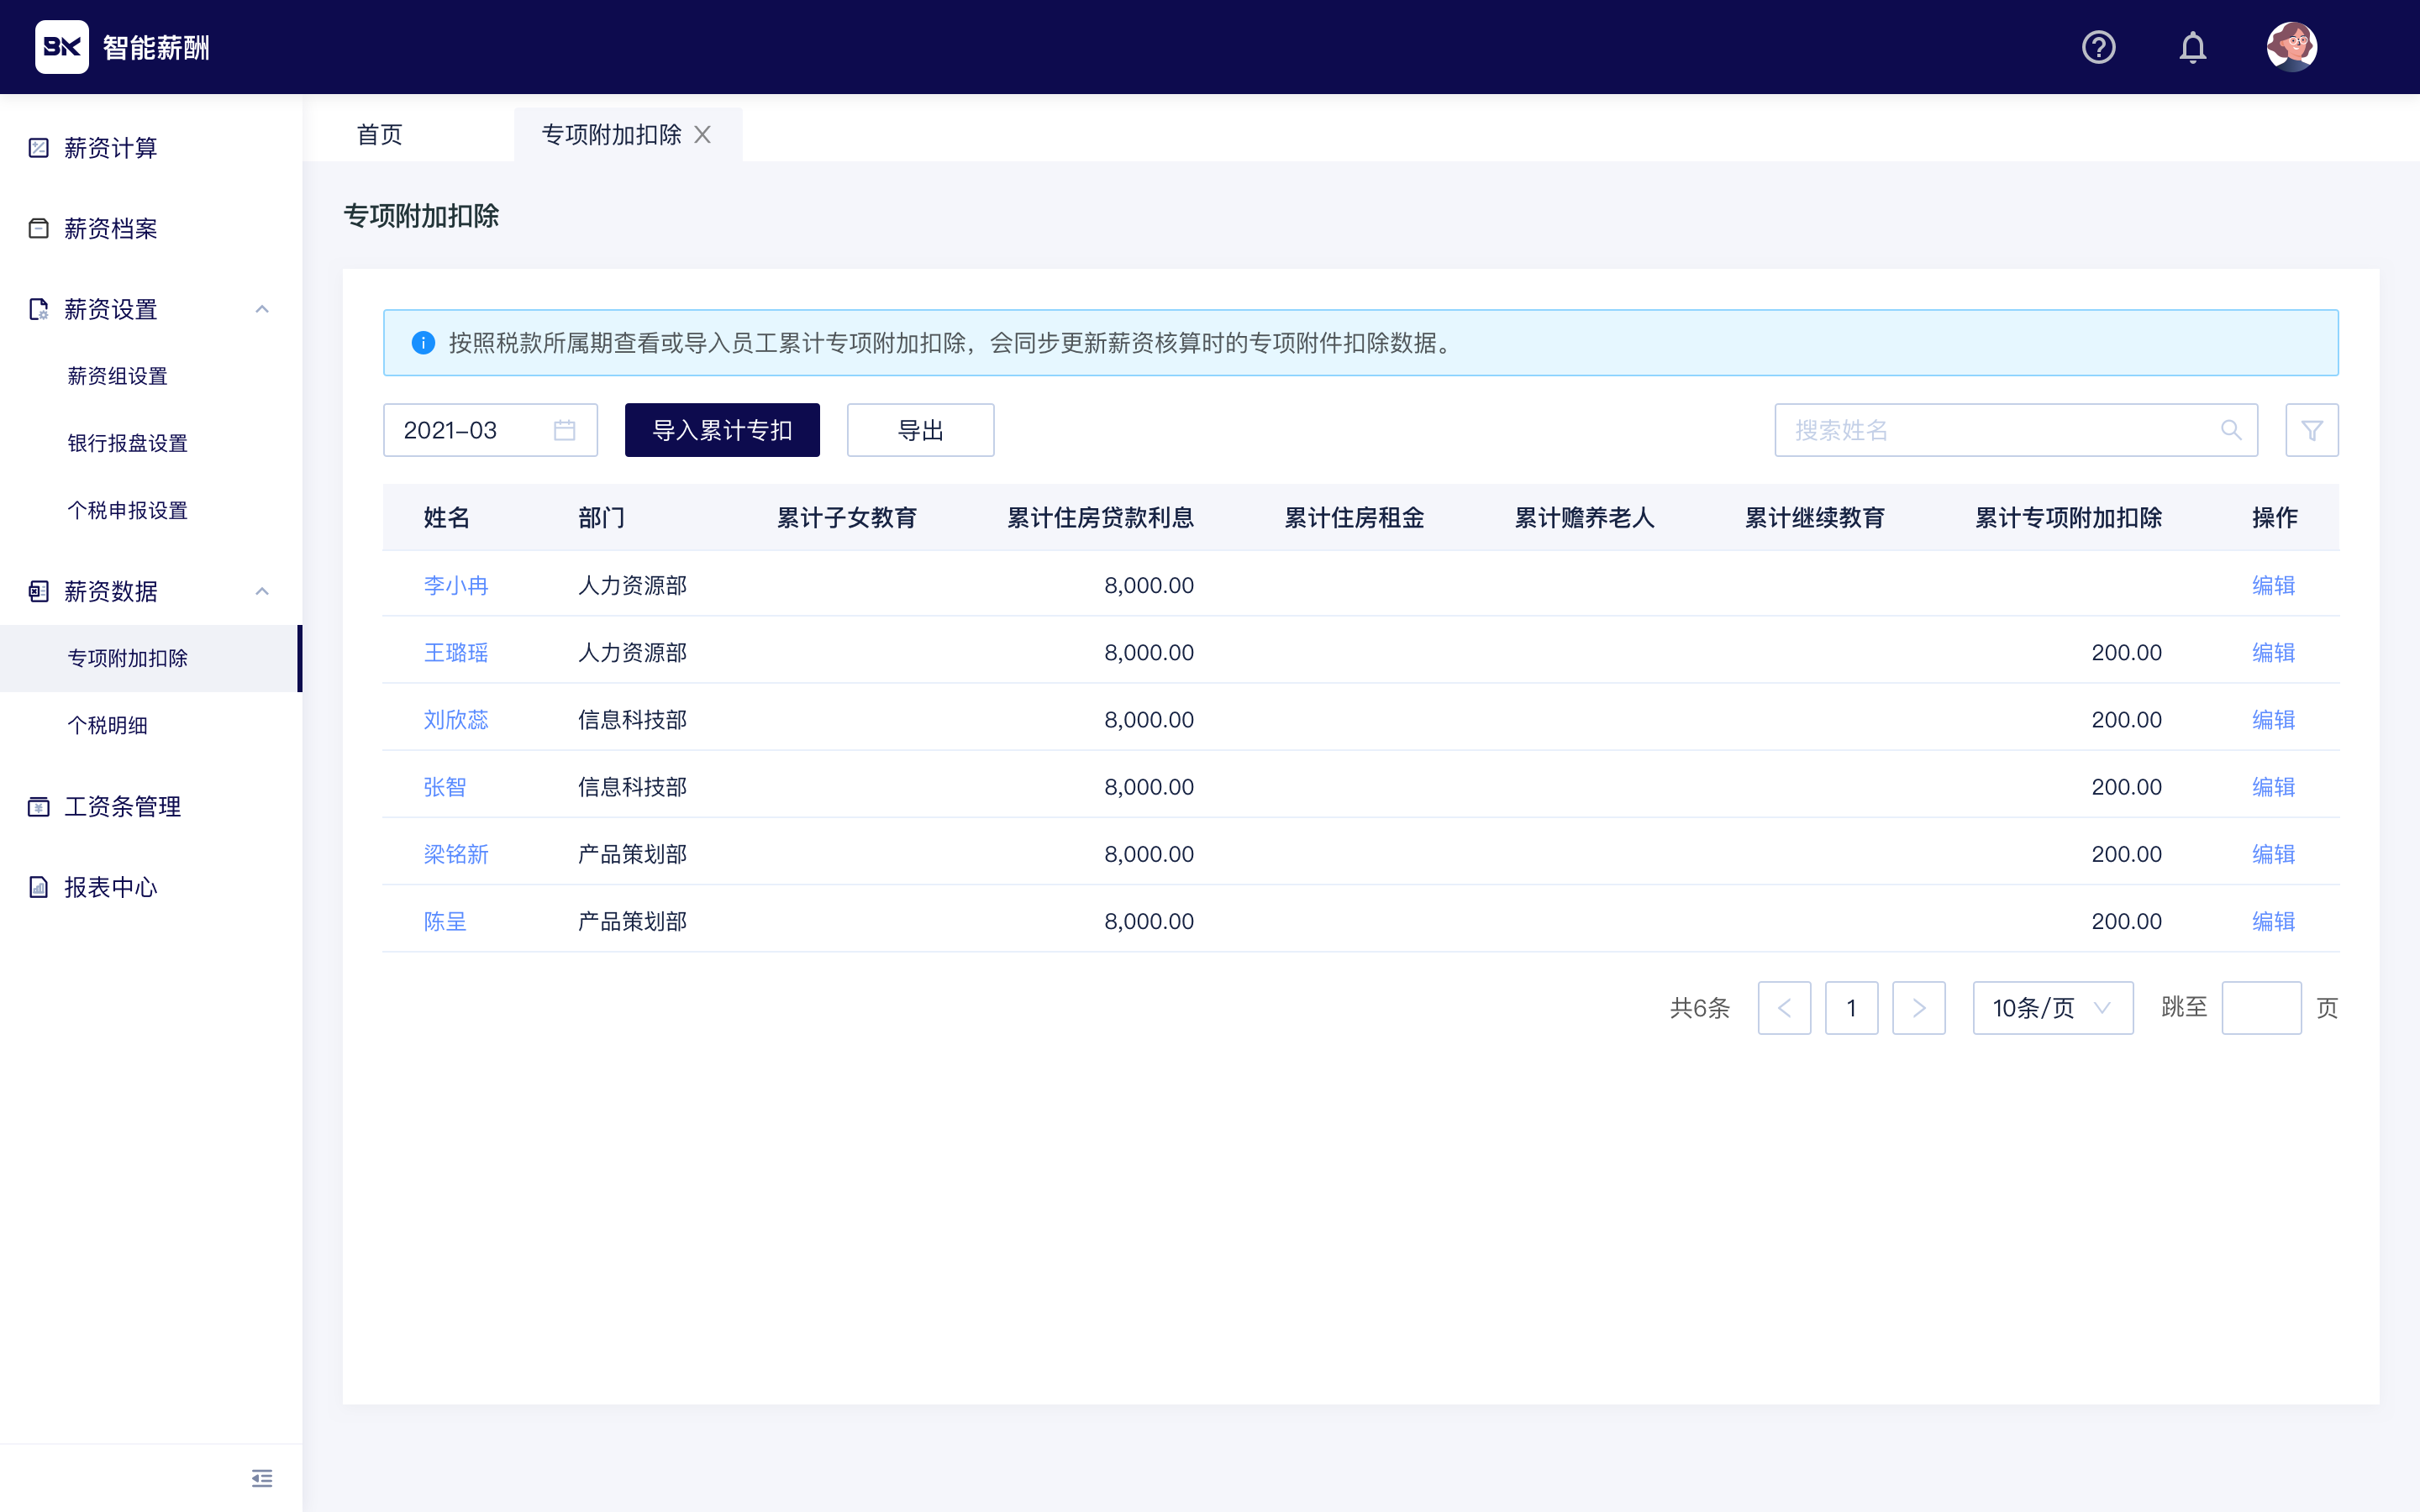 BK 智能薪酬
首页 专项附加扣除
薪资计算
薪资档案
薪资设置
薪资组设置
银行报盘设置
个税申报设置
薪资数据
专项附加扣除
个税明细
工资条管理
报表中心
专项附加扣除
按照税款所属期查看或导入员工累计专项附加扣除，会同步更新薪资核算时的专项附件扣除数据。
2021-03 导入累计专扣 导出 搜索姓名
姓名 部门 累计子女教育 累计住房贷款利息 累计住房租金 累计赡养老人 累计继续教育 累计专项附加扣除 操作
李小冉 人力资源部 8,000.00 编辑
王璐瑶 人力资源部 8,000.00 200.00 编辑
刘欣蕊 信息科技部 8,000.00 200.00 编辑
张智 信息科技部 8,000.00 200.00 编辑
梁铭新 产品策划部 8,000.00 200.00 编辑
陈呈 产品策划部 8,000.00 200.00 编辑
共6条 1 10条/页 跳至 页